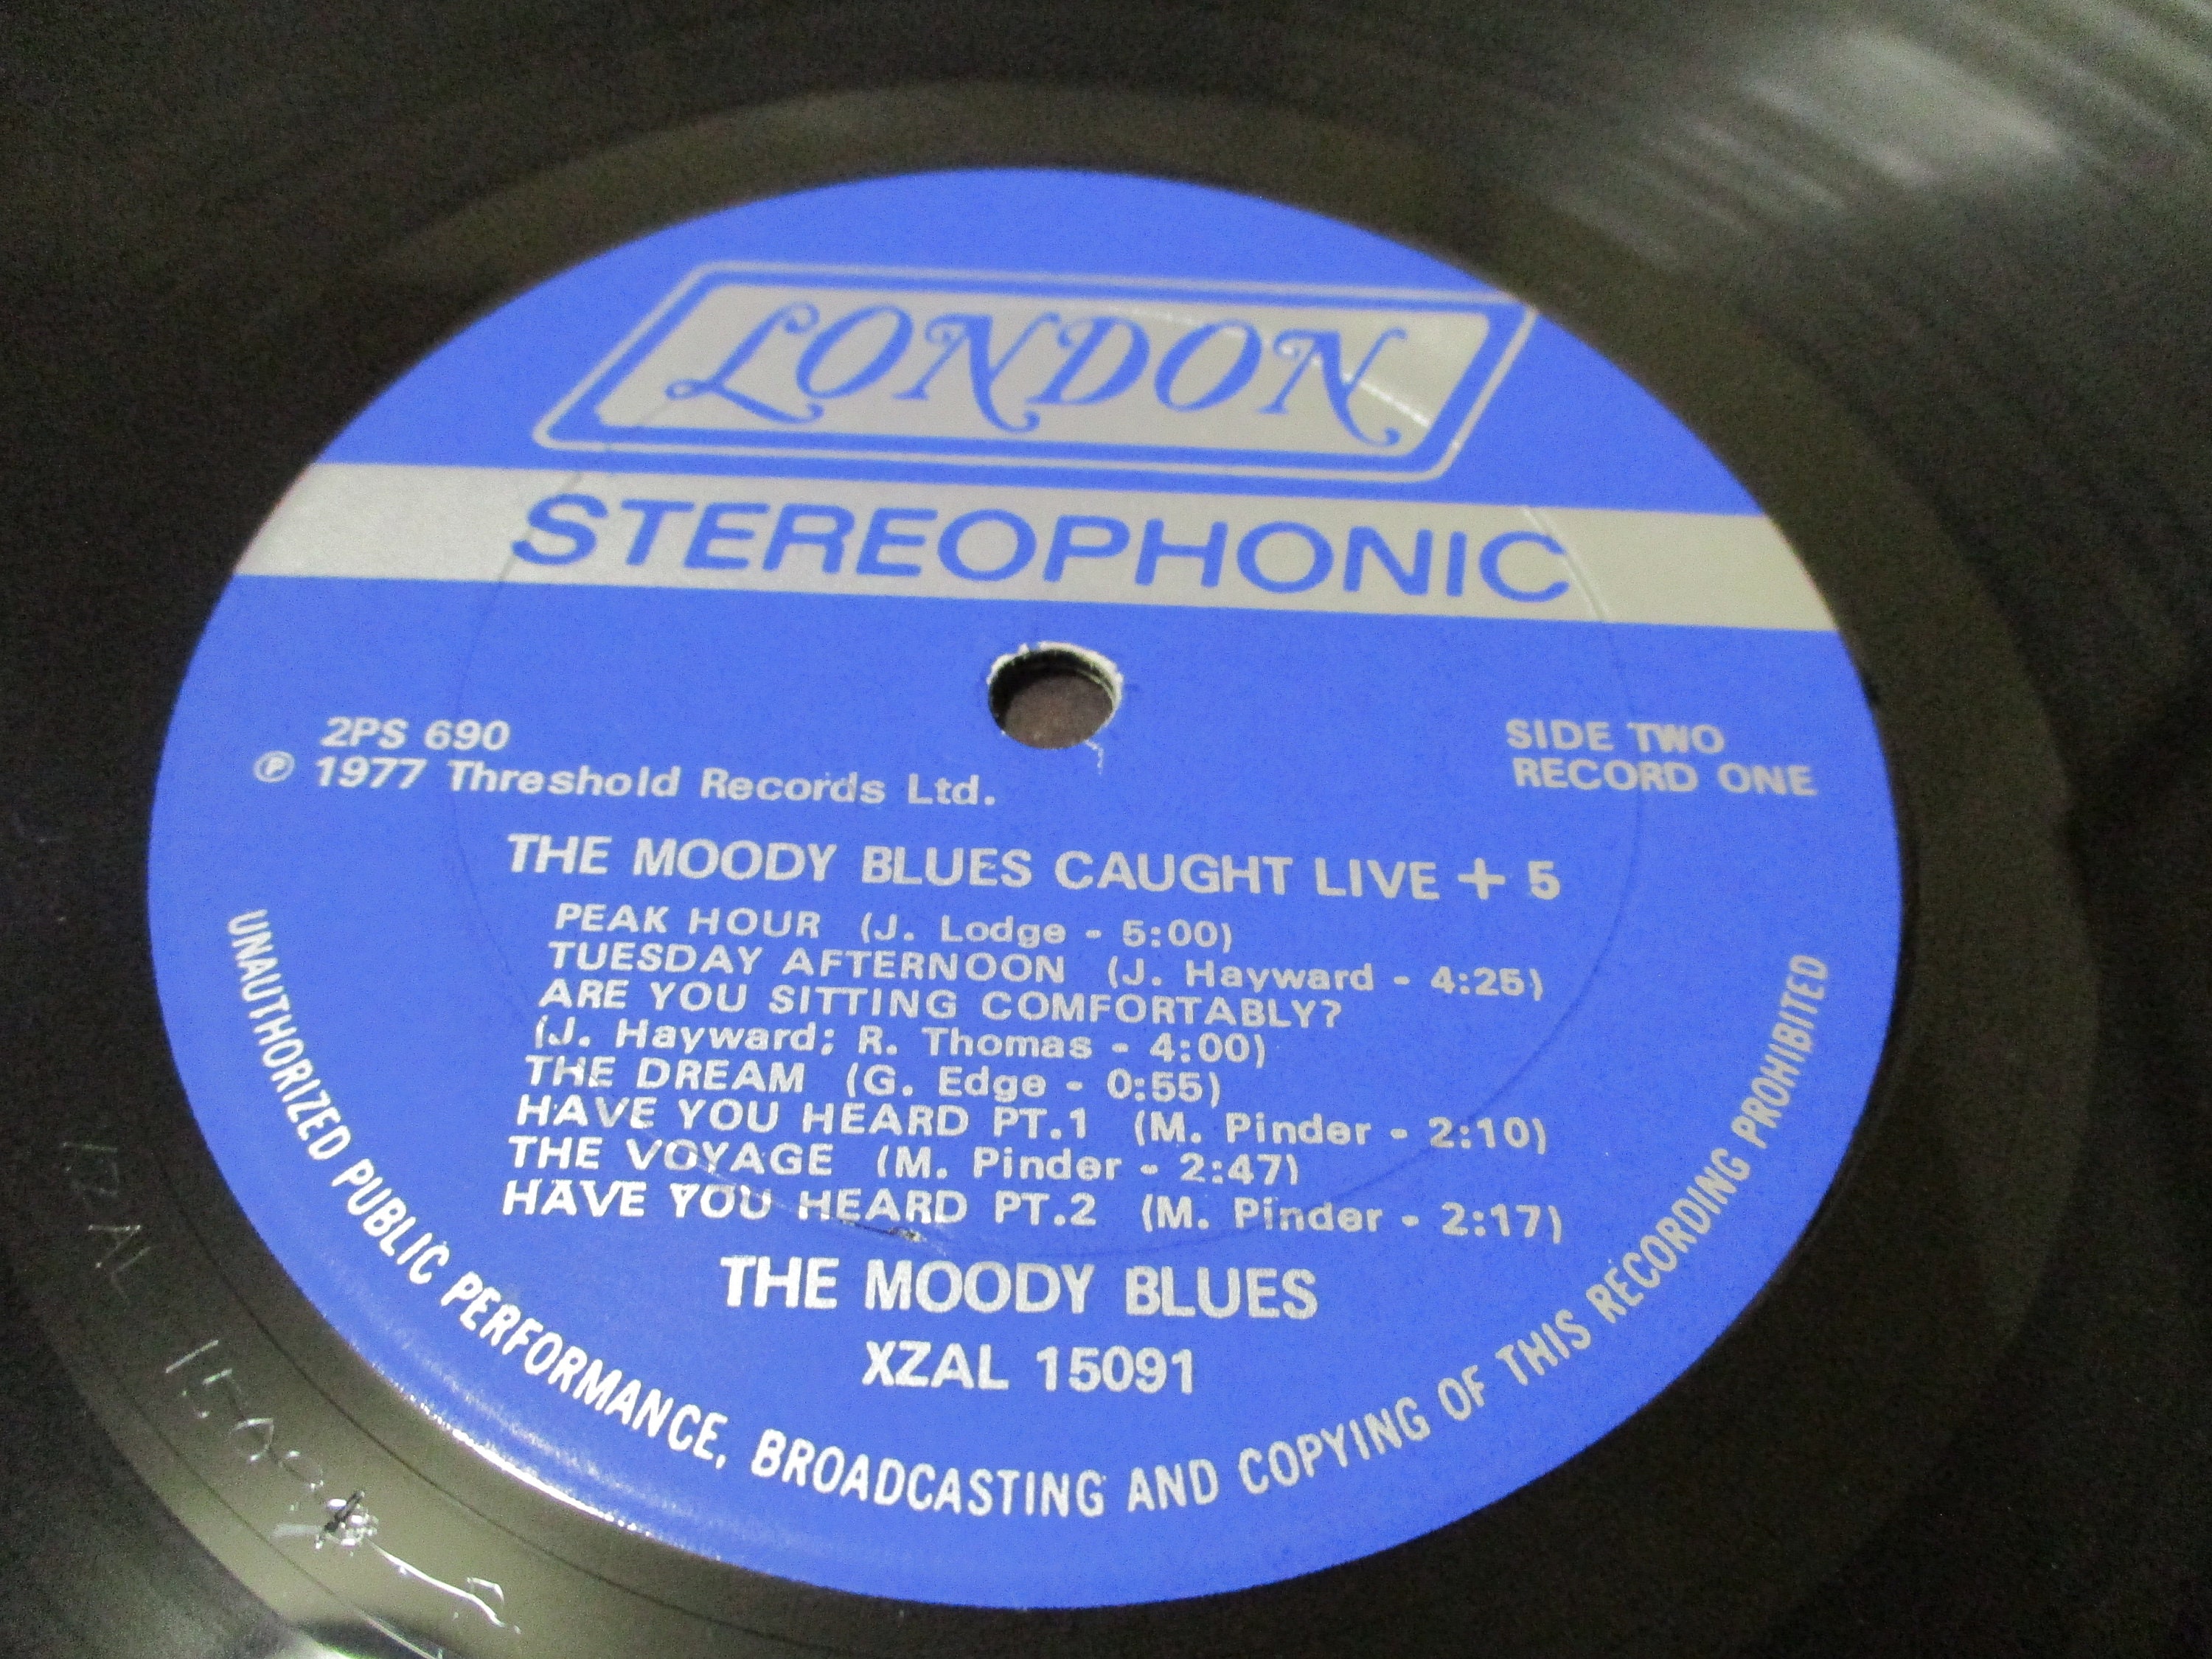 LONDON
STEREOPHONIC
2PS 690
℗ 1977 Threshold Records Ltd.
SIDE TWO
RECORD ONE
THE MOODY BLUES CAUGHT LIVE + 5
PEAK HOUR (J. Lodge - 5:00)
TUESDAY AFTERNOON (J. Hayward - 4:25)
ARE YOU SITTING COMFORTABLY?
(J. Hayward; R. Thomas - 4:00)
THE DREAM (G. Edge - 0:55)
HAVE YOU HEARD PT.1 (M. Pinder - 2:10)
THE VOYAGE (M. Pinder - 2:47)
HAVE YOU HEARD PT.2 (M. Pinder - 2:17)
THE MOODY BLUES
XZAL 15091
UNAUTHORIZED PUBLIC PERFORMANCE, BROADCASTING AND COPYING OF THIS RECORDING PROHIBITED